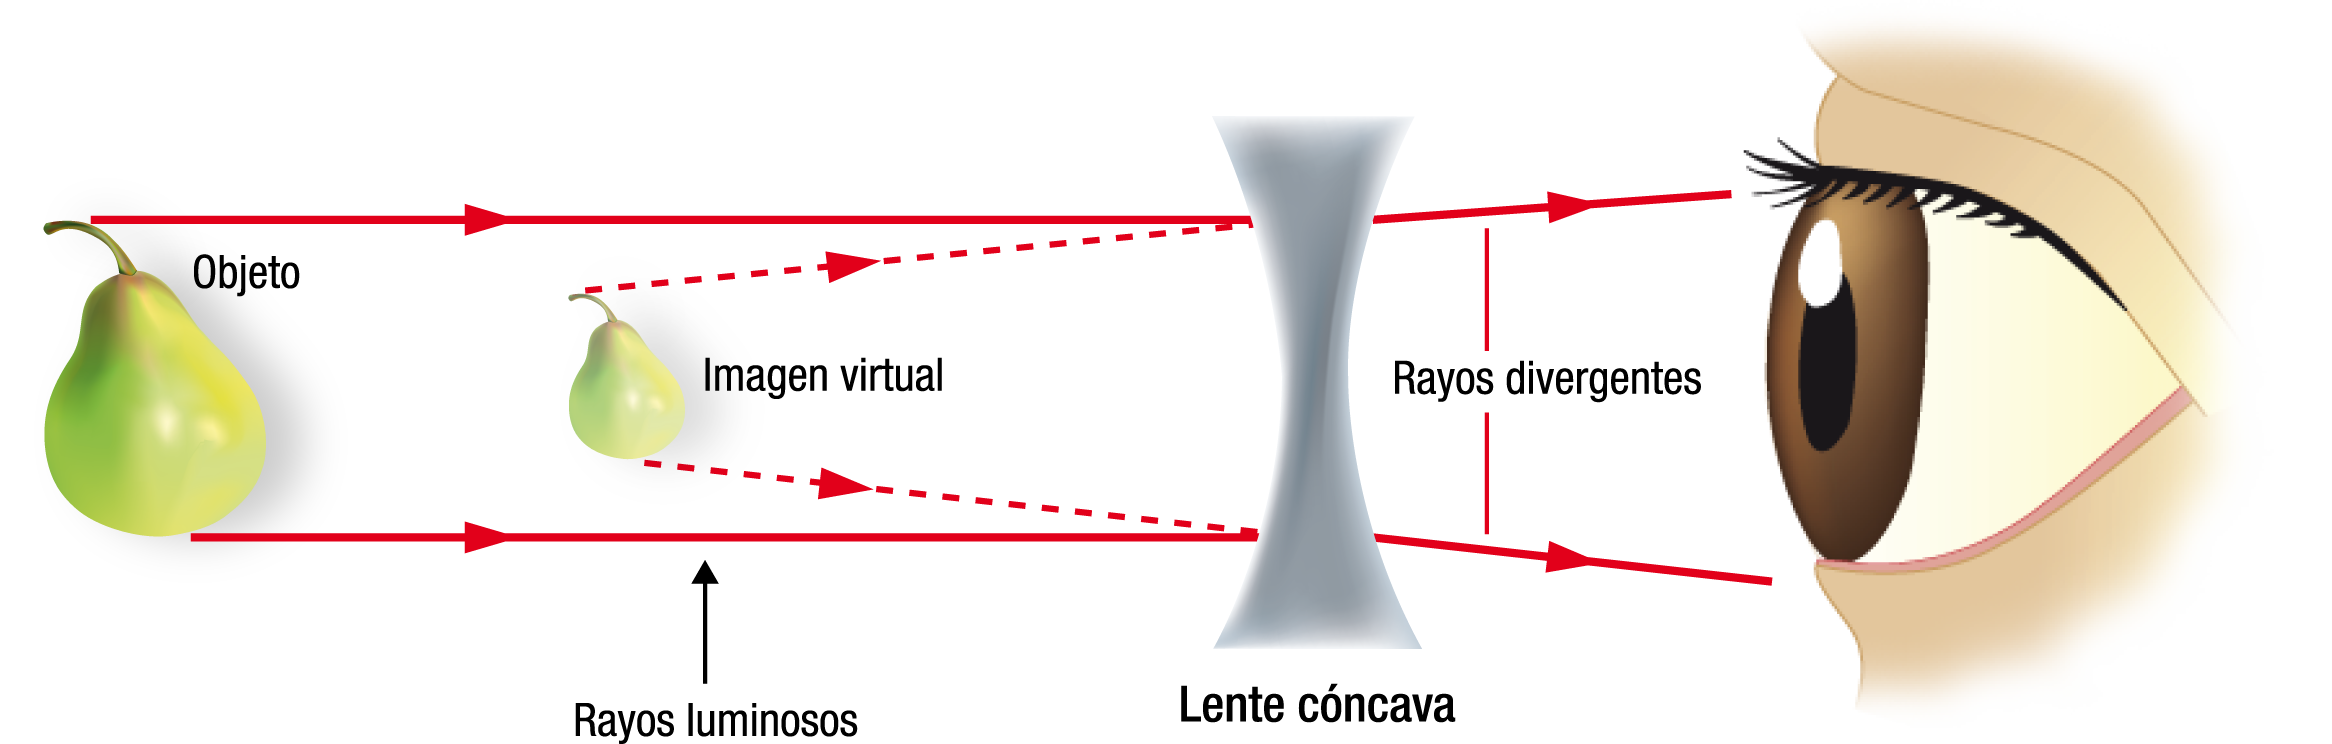 Objeto
Imagen virtual
Rayos divergentes
Rayos luminosos
Lente cóncava